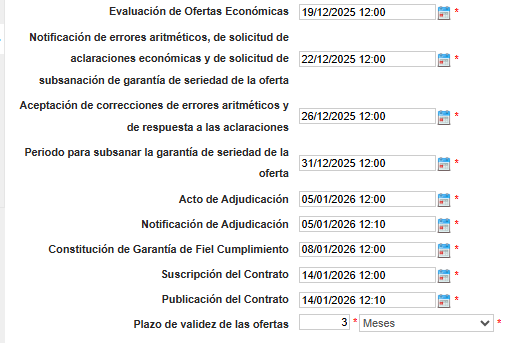 Evaluación de Ofertas Económicas 19/12/2025 12:00 *
Notificación de errores aritméticos, de solicitud de
aclaraciones económicas y de solicitud de 22/12/2025 12:00 *
subsanación de garantía de seriedad de la oferta
Aceptación de correcciones de errores aritméticos y
26/12/2025 12:00 *
de respuesta a las aclaraciones
Periodo para subsanar la garantía de seriedad de la
31/12/2025 12:00 *
oferta
Acto de Adjudicación 05/01/2026 12:00 *
Notificación de Adjudicación 05/01/2026 12:10 *
Constitución de Garantía de Fiel Cumplimiento 08/01/2026 12:00 *
Suscripción del Contrato 14/01/2026 12:00 *
Publicación del Contrato 14/01/2026 12:10 *
Plazo de validez de las ofertas 3 * Meses *